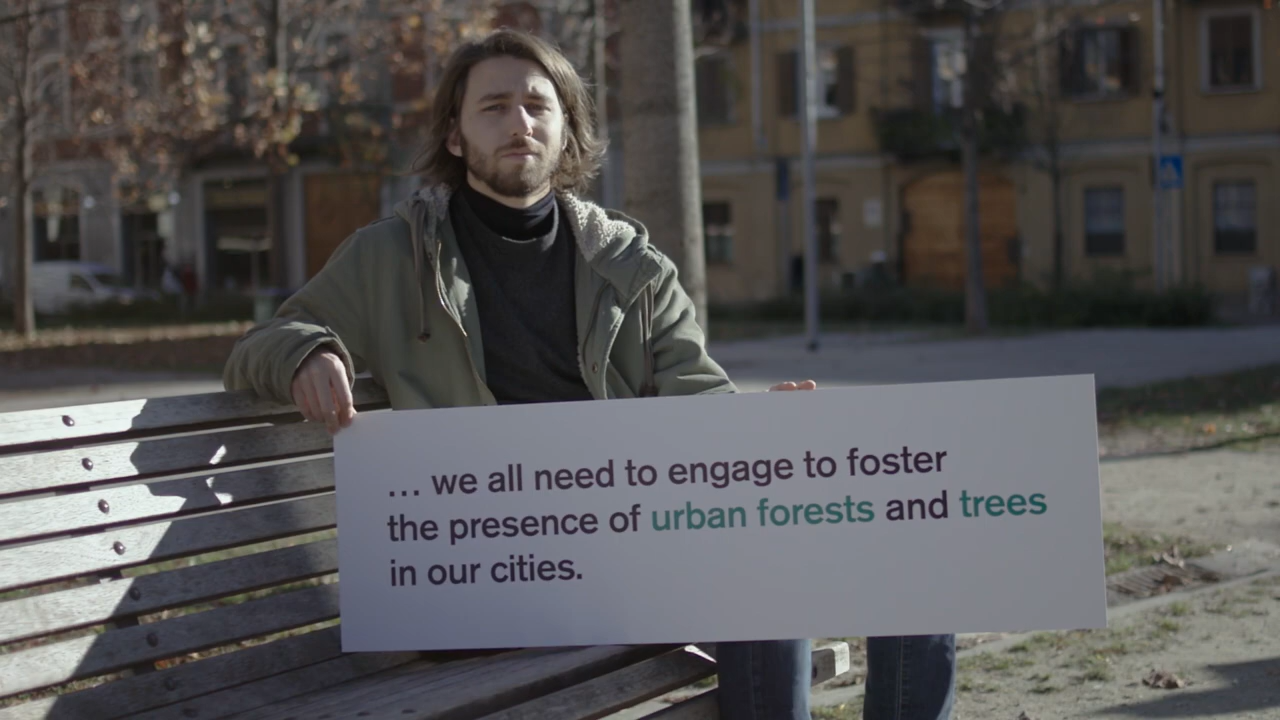 ... we all need to engage to foster
the presence of urban forests and trees
in our cities.